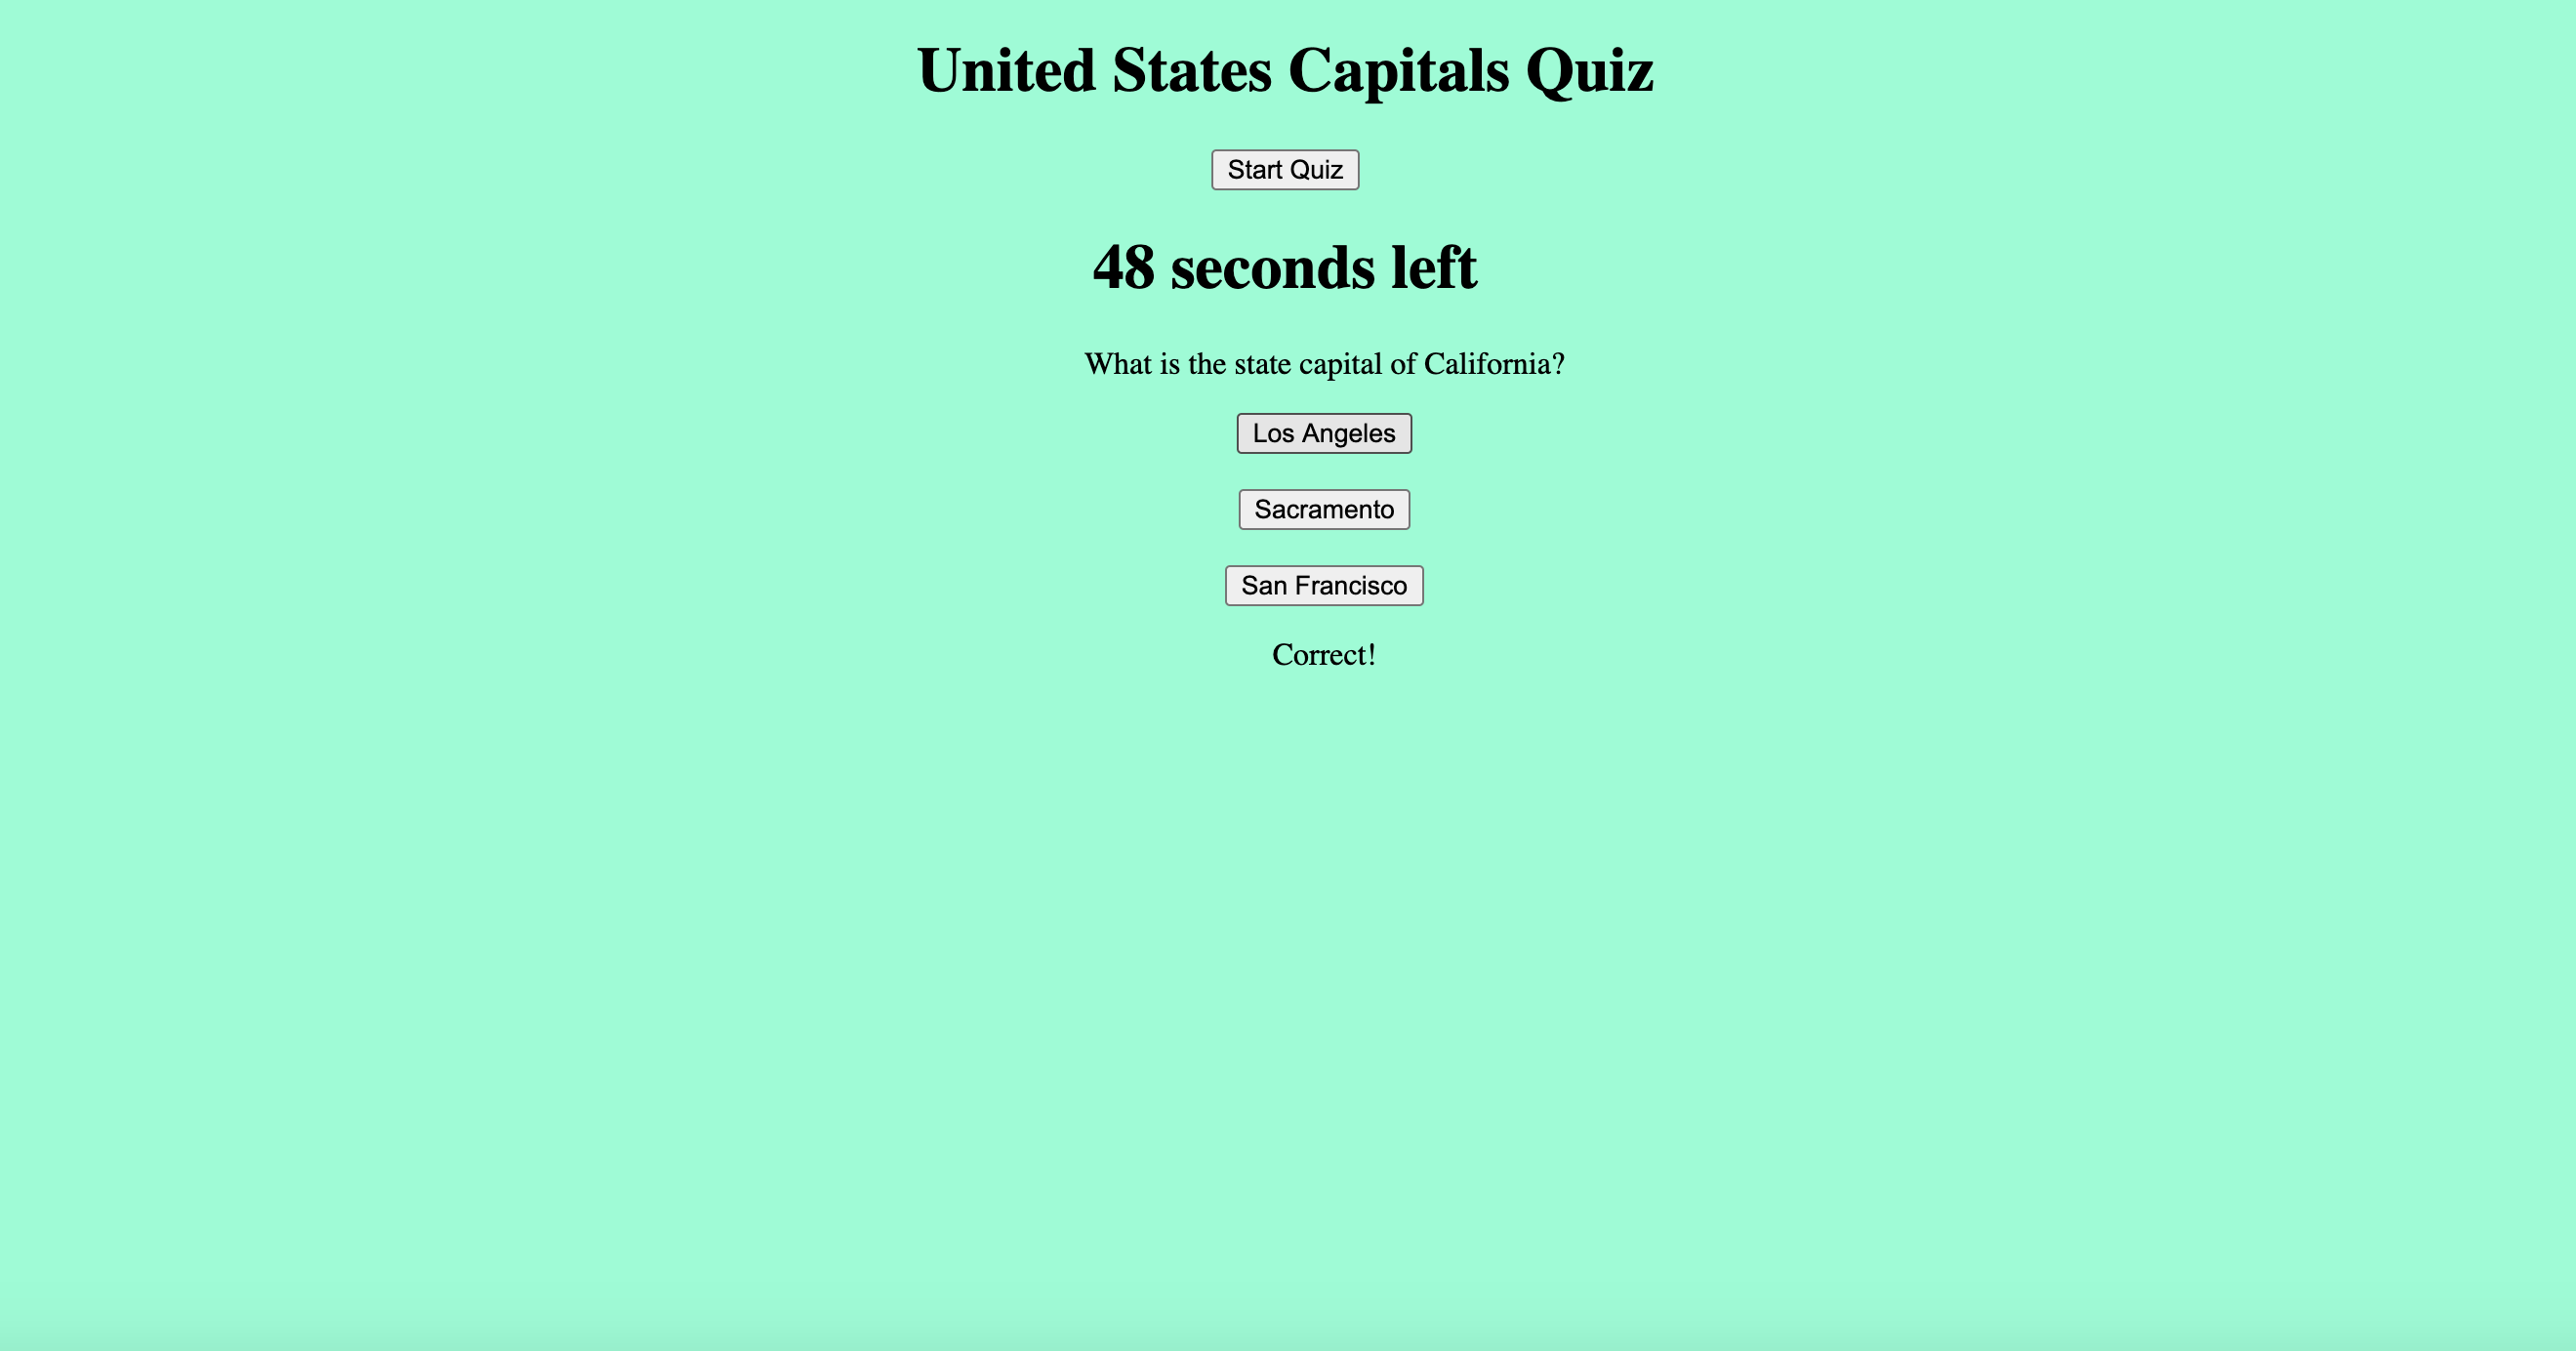 United States Capitals Quiz
Start Quiz
48 seconds left
What is the state capital of California?
Los Angeles
Sacramento
San Francisco
Correct!